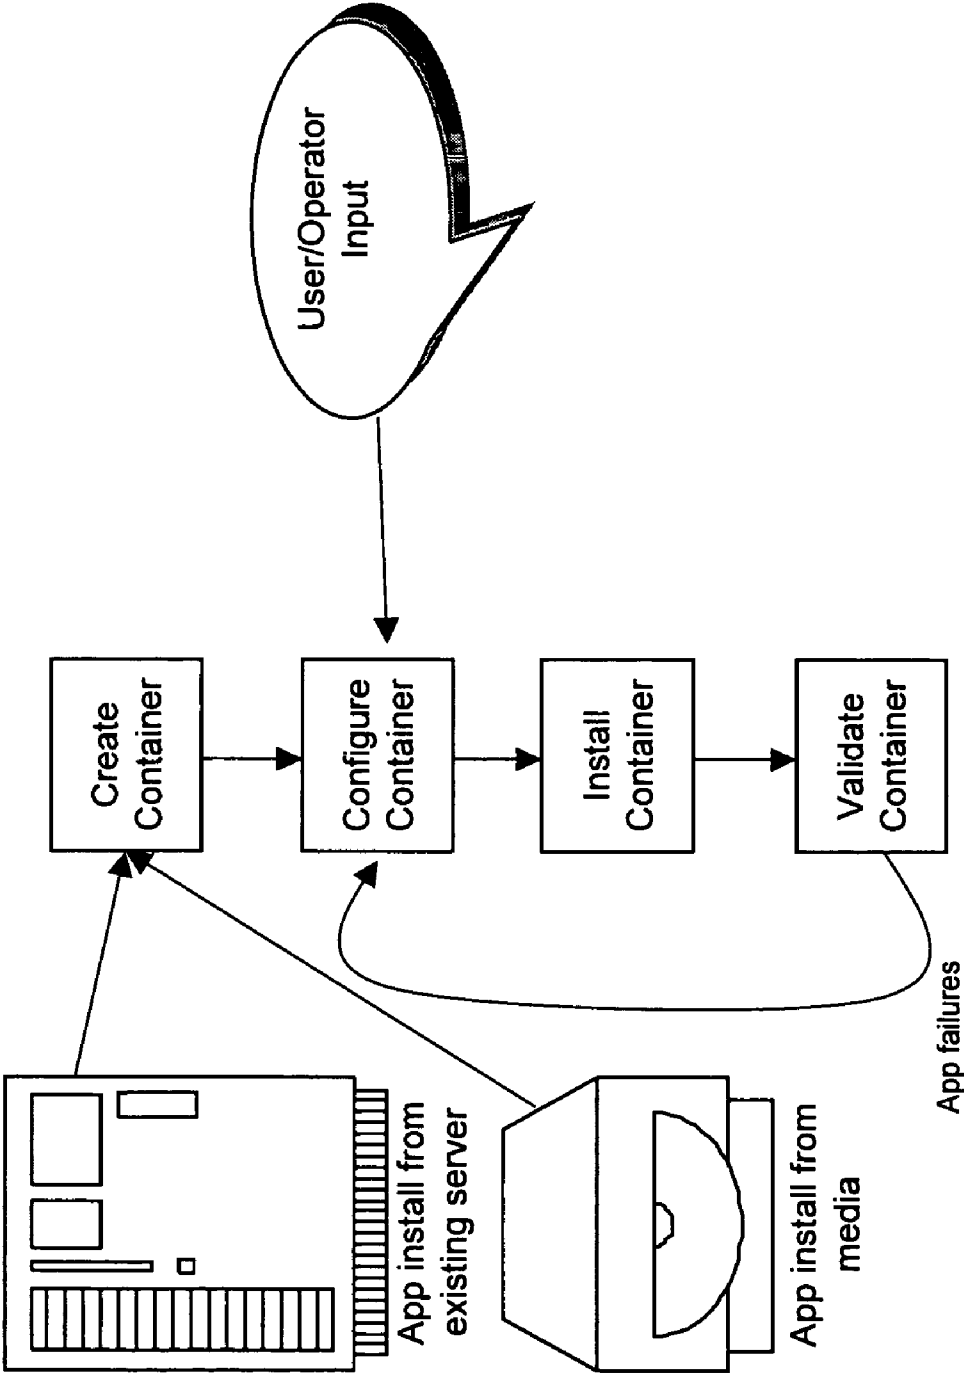 App install from
existing server
App install from
media
App failures
Create
Container
Configure
Container
Install
Container
Validate
Container
User/Operator
Input